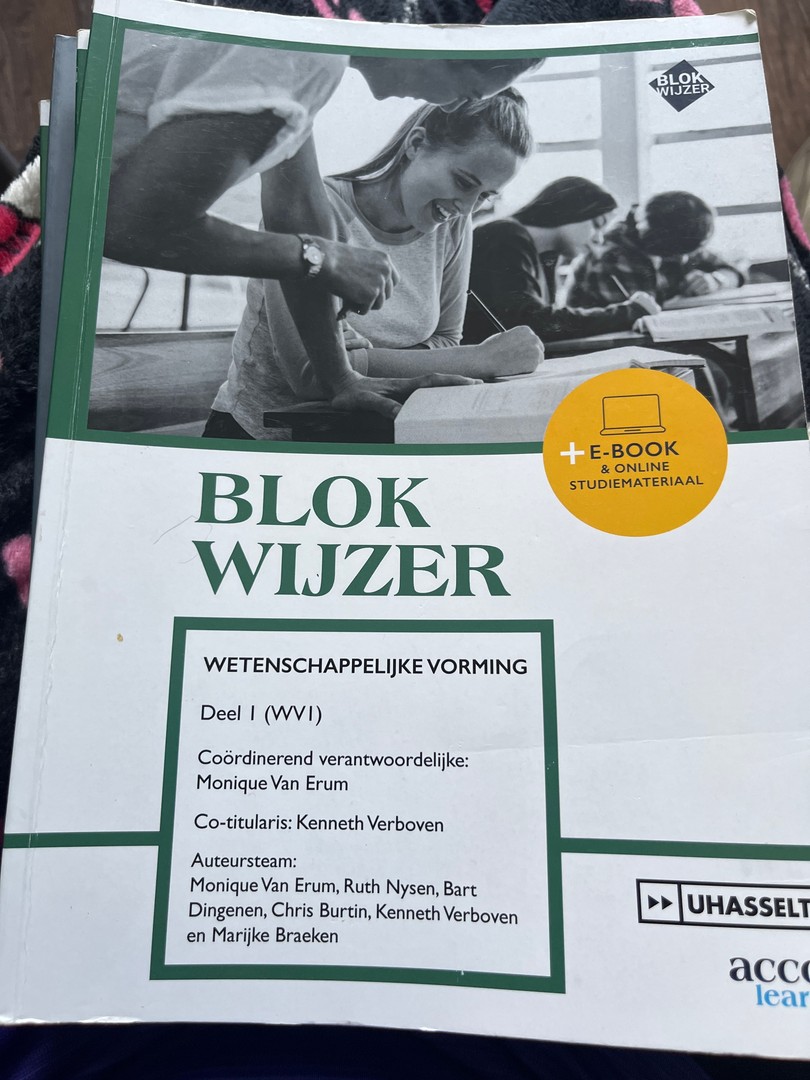 BLOK
WIJZER
+ E-BOOK
& ONLINE
STUDIEMATERIAAL
BLOK
WIJZER
WETENSCHAPPELIJKE VORMING
Deel 1 (WV1)
Coördinerend verantwoordelijke:
Monique Van Erum
Co-titularis: Kenneth Verboven
Auteursteam:
Monique Van Erum, Ruth Nysen, Bart
Dingenen, Chris Burtin, Kenneth Verboven
en Marijke Braeken
UHASSELT